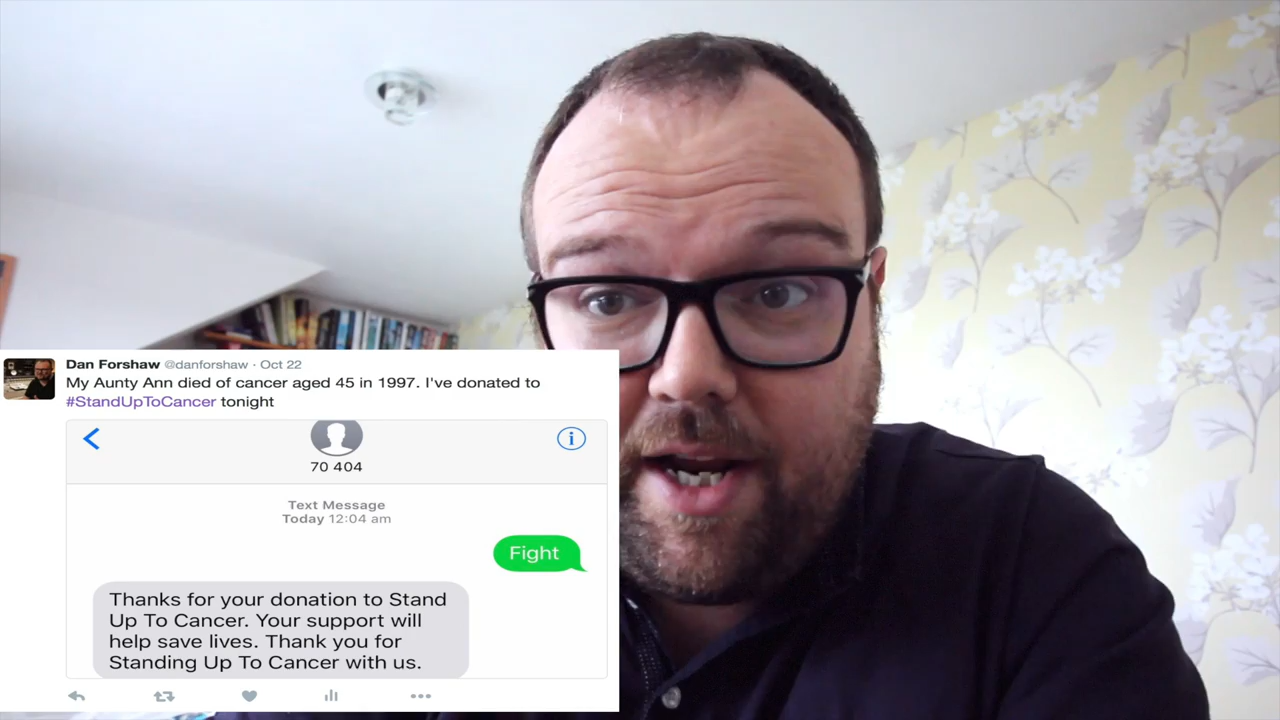 Dan Forshaw @danforshaw · Oct 22
My Aunty Ann died of cancer aged 45 in 1997. I've donated to
#StandUpToCancer tonight
70 404
Text Message
Today 12:04 am
Fight
Thanks for your donation to Stand
Up To Cancer. Your support will
help save lives. Thank you for
Standing Up To Cancer with us.